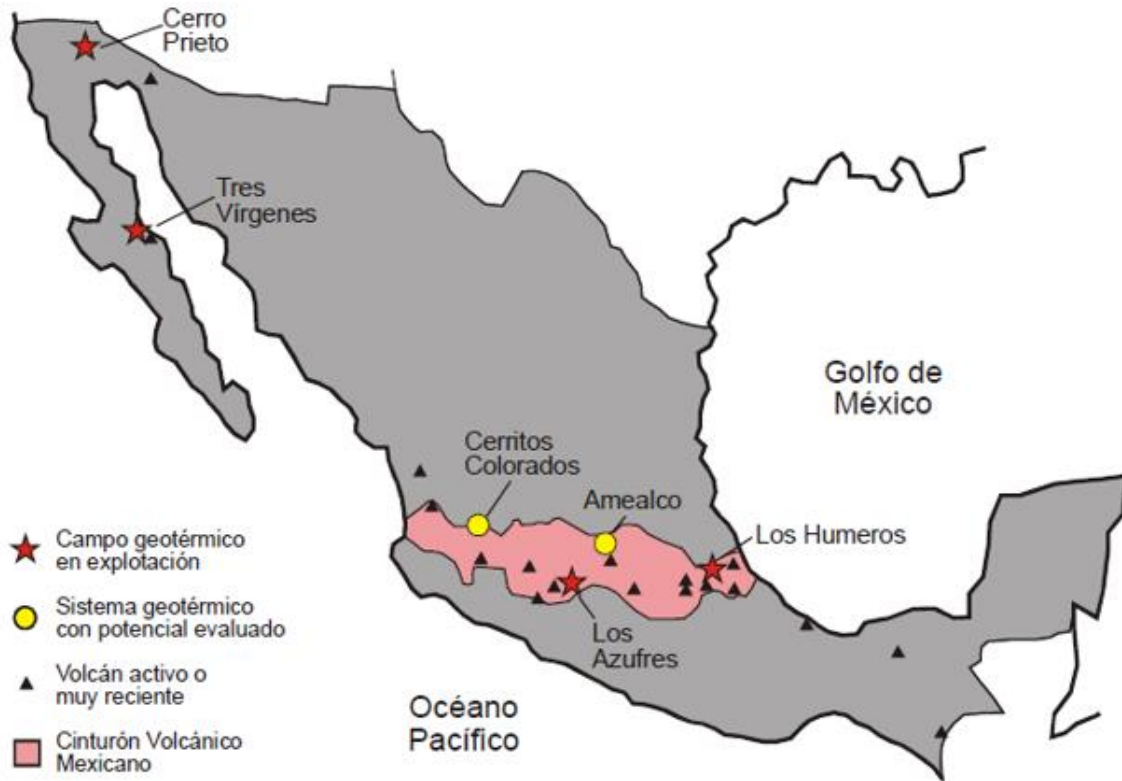 Cerro
Prieto
Tres
Vírgenes
Golfo de
México
Cerritos
Colorados
Amealco
Los Humeros
Los
Azufres
Océano
Pacífico
Campo geotérmico
en explotación
Sistema geotérmico
con potencial evaluado
Volcán activo o
muy reciente
Cinturón Volcánico
Mexicano